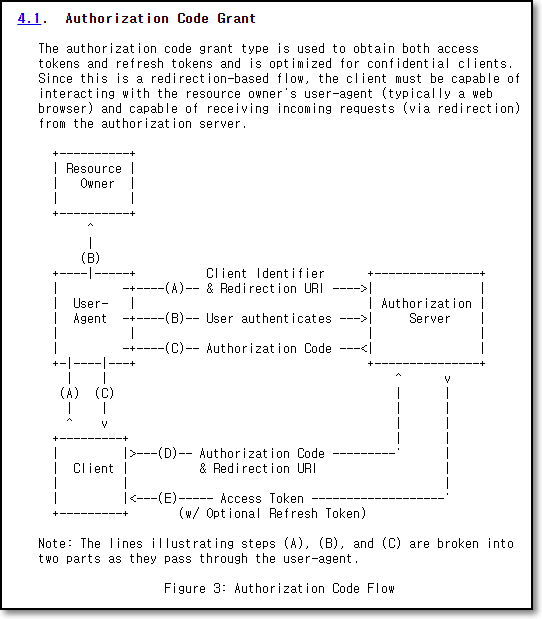 4.1.  Authorization Code Grant
The authorization code grant type is used to obtain both access
tokens and refresh tokens and is optimized for confidential clients.
Since this is a redirection-based flow, the client must be capable of
interacting with the resource owner's user-agent (typically a web
browser) and capable of receiving incoming requests (via redirection)
from the authorization server.
+----------+
| Resource |
|   Owner  |
|          |
+----------+
     ^
     |
    (B)
+----|-----+          Client Identifier      +---------------+
|         -+----(A)-- & Redirection URI ---->|               |
|  User-   |                                 | Authorization |
|  Agent  -+----(B)-- User authenticates --->|     Server    |
|          |                                 |               |
|         -+----(C)-- Authorization Code ---<|               |
+-|----|---+                                 +---------------+
  |    |                                         ^      v
 (A)  (C)                                        |      |
  |    |                                         |      |
  ^    v                                         |      |
+---------+                                      |      |
|         |>---(D)-- Authorization Code ---------'      |
|  Client |          & Redirection URI                  |
|         |                                             |
|         |<---(E)----- Access Token -------------------'
+---------+       (w/ Optional Refresh Token)
Note: The lines illustrating steps (A), (B), and (C) are broken into
two parts as they pass through the user-agent.
Figure 3: Authorization Code Flow